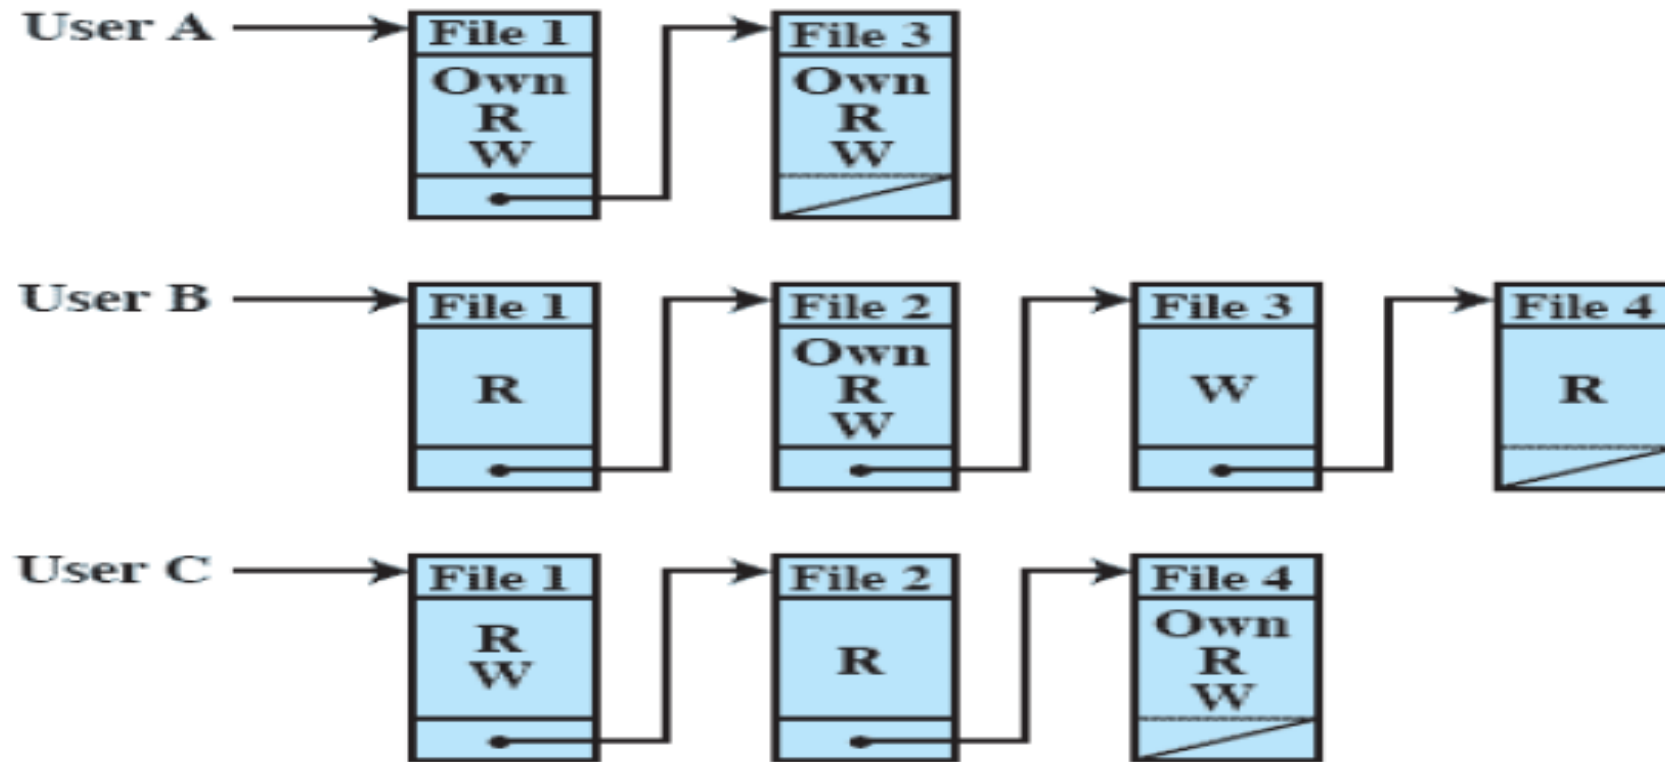 User A
File 1
Own
R
W
File 3
Own
R
W
User B
File 1
R
File 2
Own
R
W
File 3
W
File 4
R
User C
File 1
R
W
File 2
R
File 4
Own
R
W